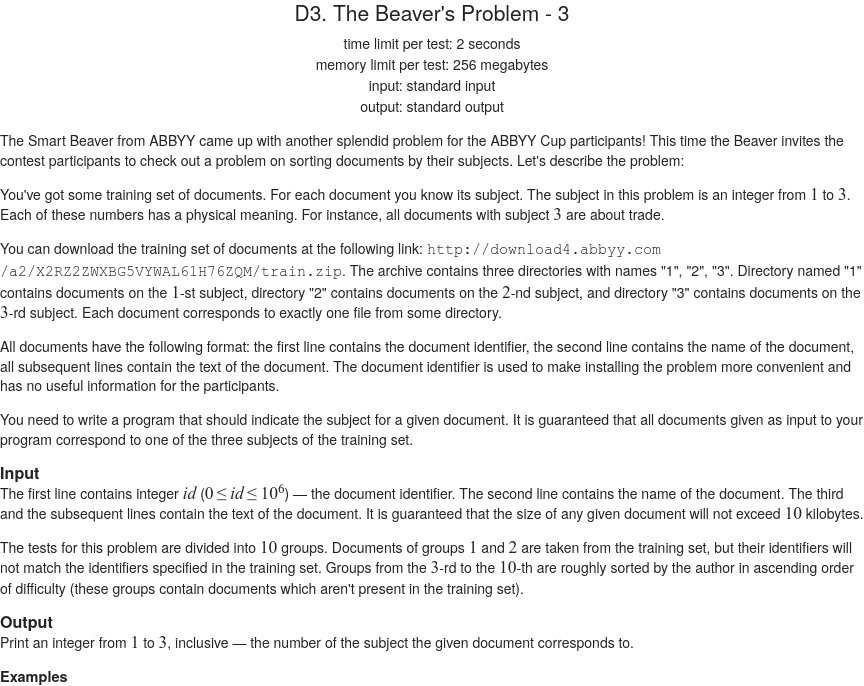 D3. The Beaver's Problem - 3
time limit per test: 2 seconds
memory limit per test: 256 megabytes
input: standard input
output: standard output
The Smart Beaver from ABBYY came up with another splendid problem for the ABBYY Cup participants! This time the Beaver invites the
contest participants to check out a problem on sorting documents by their subjects. Let's describe the problem:
You've got some training set of documents. For each document you know its subject. The subject in this problem is an integer from 1 to 3.
Each of these numbers has a physical meaning. For instance, all documents with subject 3 are about trade.
You can download the training set of documents at the following link: http://download4.abbyy.com
/a2/X2RZ2ZWXBG5VYWAL61H76ZQM/train.zip. The archive contains three directories with names "1", "2", "3". Directory named "1"
contains documents on the 1-st subject, directory "2" contains documents on the 2-nd subject, and directory "3" contains documents on the
3-rd subject. Each document corresponds to exactly one file from some directory.
All documents have the following format: the first line contains the document identifier, the second line contains the name of the document,
all subsequent lines contain the text of the document. The document identifier is used to make installing the problem more convenient and
has no useful information for the participants.
You need to write a program that should indicate the subject for a given document. It is guaranteed that all documents given as input to your
program correspond to one of the three subjects of the training set.
Input
The first line contains integer id (0 ≤ id ≤ 10^6) — the document identifier. The second line contains the name of the document. The third
and the subsequent lines contain the text of the document. It is guaranteed that the size of any given document will not exceed 10 kilobytes.
The tests for this problem are divided into 10 groups. Documents of groups 1 and 2 are taken from the training set, but their identifiers will
not match the identifiers specified in the training set. Groups from the 3-rd to the 10-th are roughly sorted by the author in ascending order
of difficulty (these groups contain documents which aren't present in the training set).
Output
Print an integer from 1 to 3, inclusive — the number of the subject the given document corresponds to.
Examples